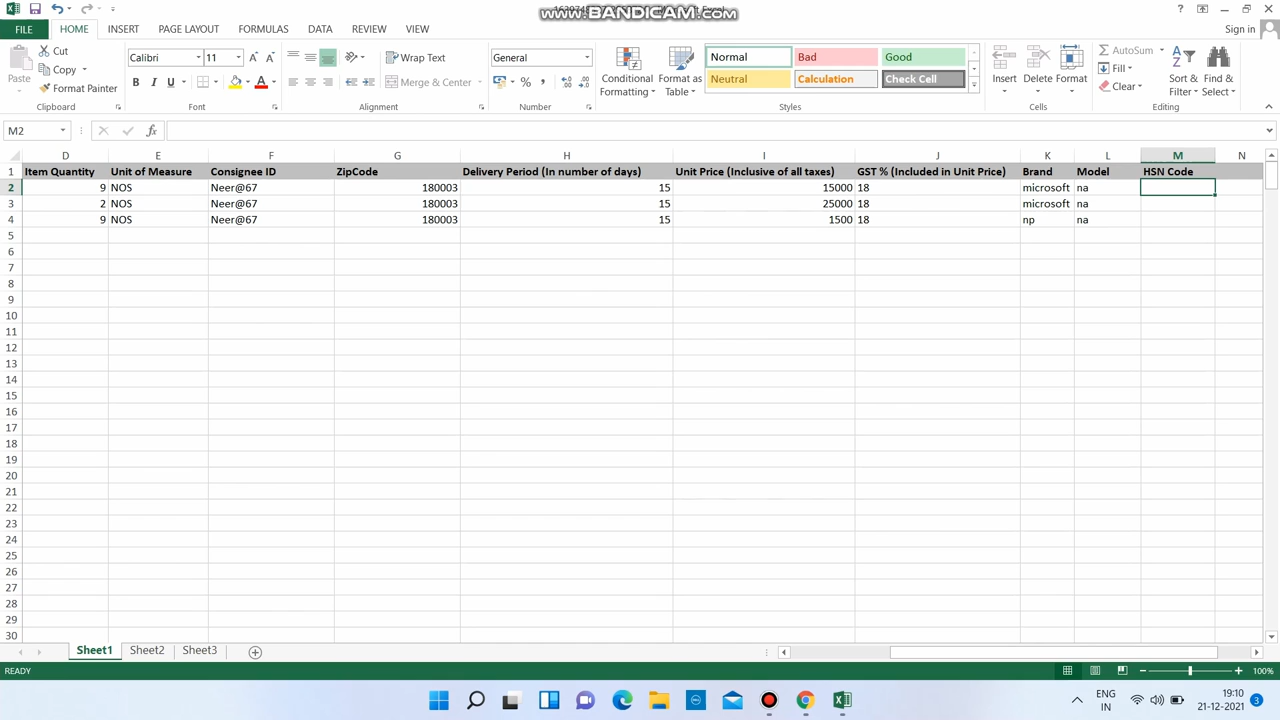 www.BANDICAM.com
Sign in
FILE HOME INSERT PAGE LAYOUT FORMULAS DATA REVIEW VIEW
Paste
Cut
Copy
Format Painter
Clipboard
Calibri 11
B I U
Font
Wrap Text
Merge & Center
Alignment
General
Number
Conditional Formatting
Format as Table
Normal Bad Good
Neutral Calculation Check Cell
Styles
Insert Delete Format
Cells
AutoSum
Fill
Clear
Sort & Filter
Find & Select
Editing
M2
D E F G H I J K L M N
1 Item Quantity Unit of Measure Consignee ID ZipCode Delivery Period (In number of days) Unit Price (Inclusive of all taxes) GST % (Included in Unit Price) Brand Model HSN Code
2 9 NOS Neer@67 180003 15 15000 18 microsoft na
3 2 NOS Neer@67 180003 15 25000 18 microsoft na
4 9 NOS Neer@67 180003 15 1500 18 np na
5
6
7
8
9
10
11
12
13
14
15
16
17
18
19
20
21
22
23
24
25
26
27
28
29
30
Sheet1 Sheet2 Sheet3
READY
100%
ENG
IN
19:10
21-12-2021
3